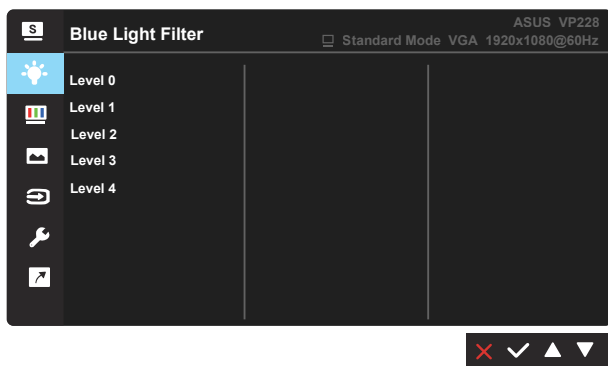 S
Blue Light Filter
ASUS VP228
Standard Mode VGA 1920x1080@60Hz
Level 0
Level 1
Level 2
Level 3
Level 4